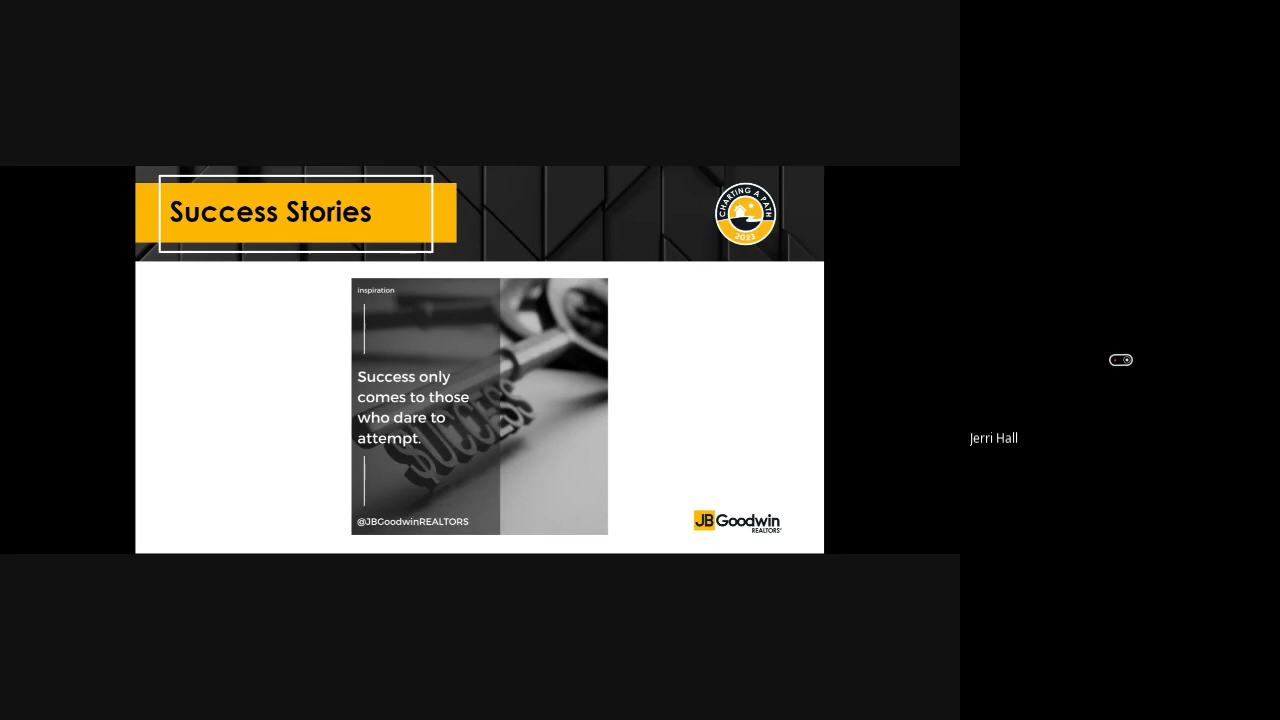 Success Stories
CHARTING A PATH
2023
inspiration
Success only
comes to those
who dare to
attempt.
SUCCESS
@JBGoodwinREALTORS
JB Goodwin
REALTORS®
Jerri Hall